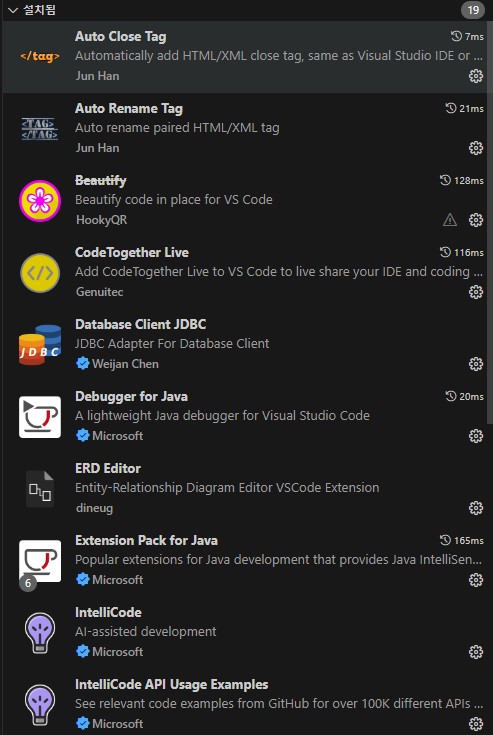 설치됨 19
Auto Close Tag 7ms
</tag> Automatically add HTML/XML close tag, same as Visual Studio IDE or ...
Jun Han
Auto Rename Tag 21ms
<TAG>
</TAG>
Auto rename paired HTML/XML tag
Jun Han
Beautify 128ms
Beautify code in place for VS Code
HookyQR
CodeTogether Live 116ms
</> Add CodeTogether Live to VS Code to live share your IDE and coding ...
Genuitec
Database Client JDBC
JDBC JDBC Adapter For Database Client
Weijan Chen
Debugger for Java 20ms
A lightweight Java debugger for Visual Studio Code
Microsoft
ERD Editor
Entity-Relationship Diagram Editor VSCode Extension
dineug
Extension Pack for Java 165ms
Popular extensions for Java development that provides Java IntelliSen...
6 Microsoft
IntelliCode
AI-assisted development
Microsoft
IntelliCode API Usage Examples
See relevant code examples from GitHub for over 100K different APIs ...
Microsoft